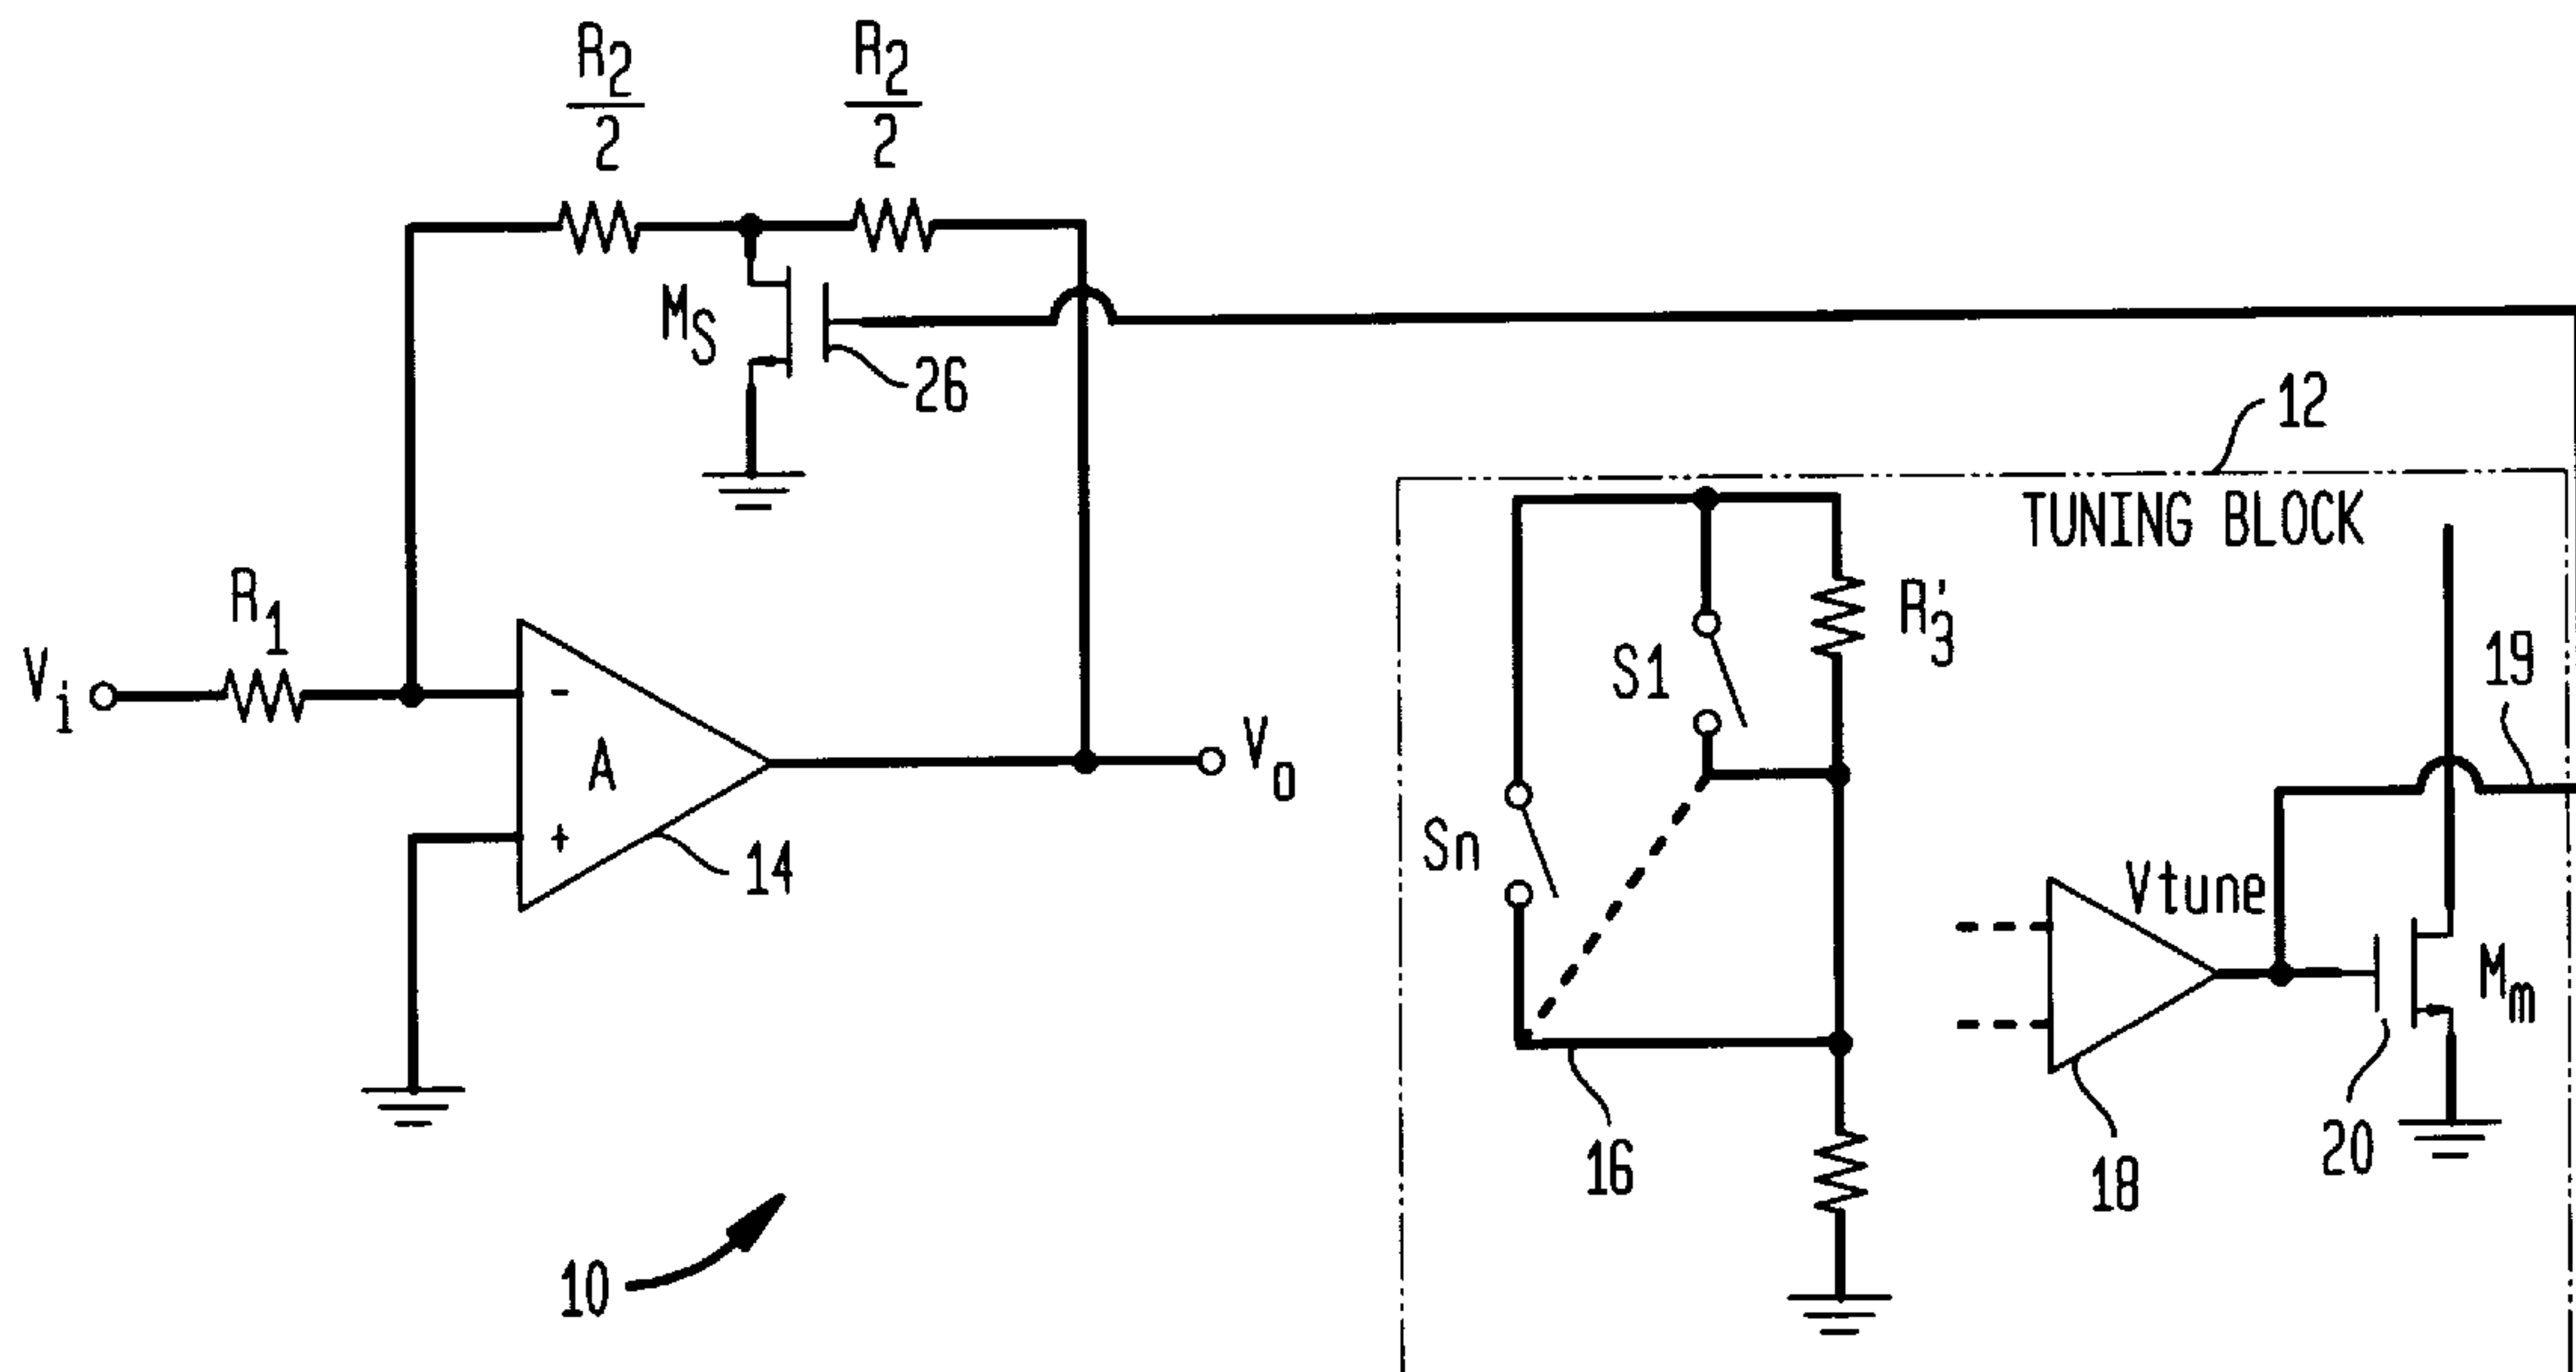 R2/2
R2/2
MS
26
12
TUNING BLOCK
R1
R'3
S1
19
Vi
-
A
+
Vo
14
Sn
Vtune
Mm
16
18
20
10